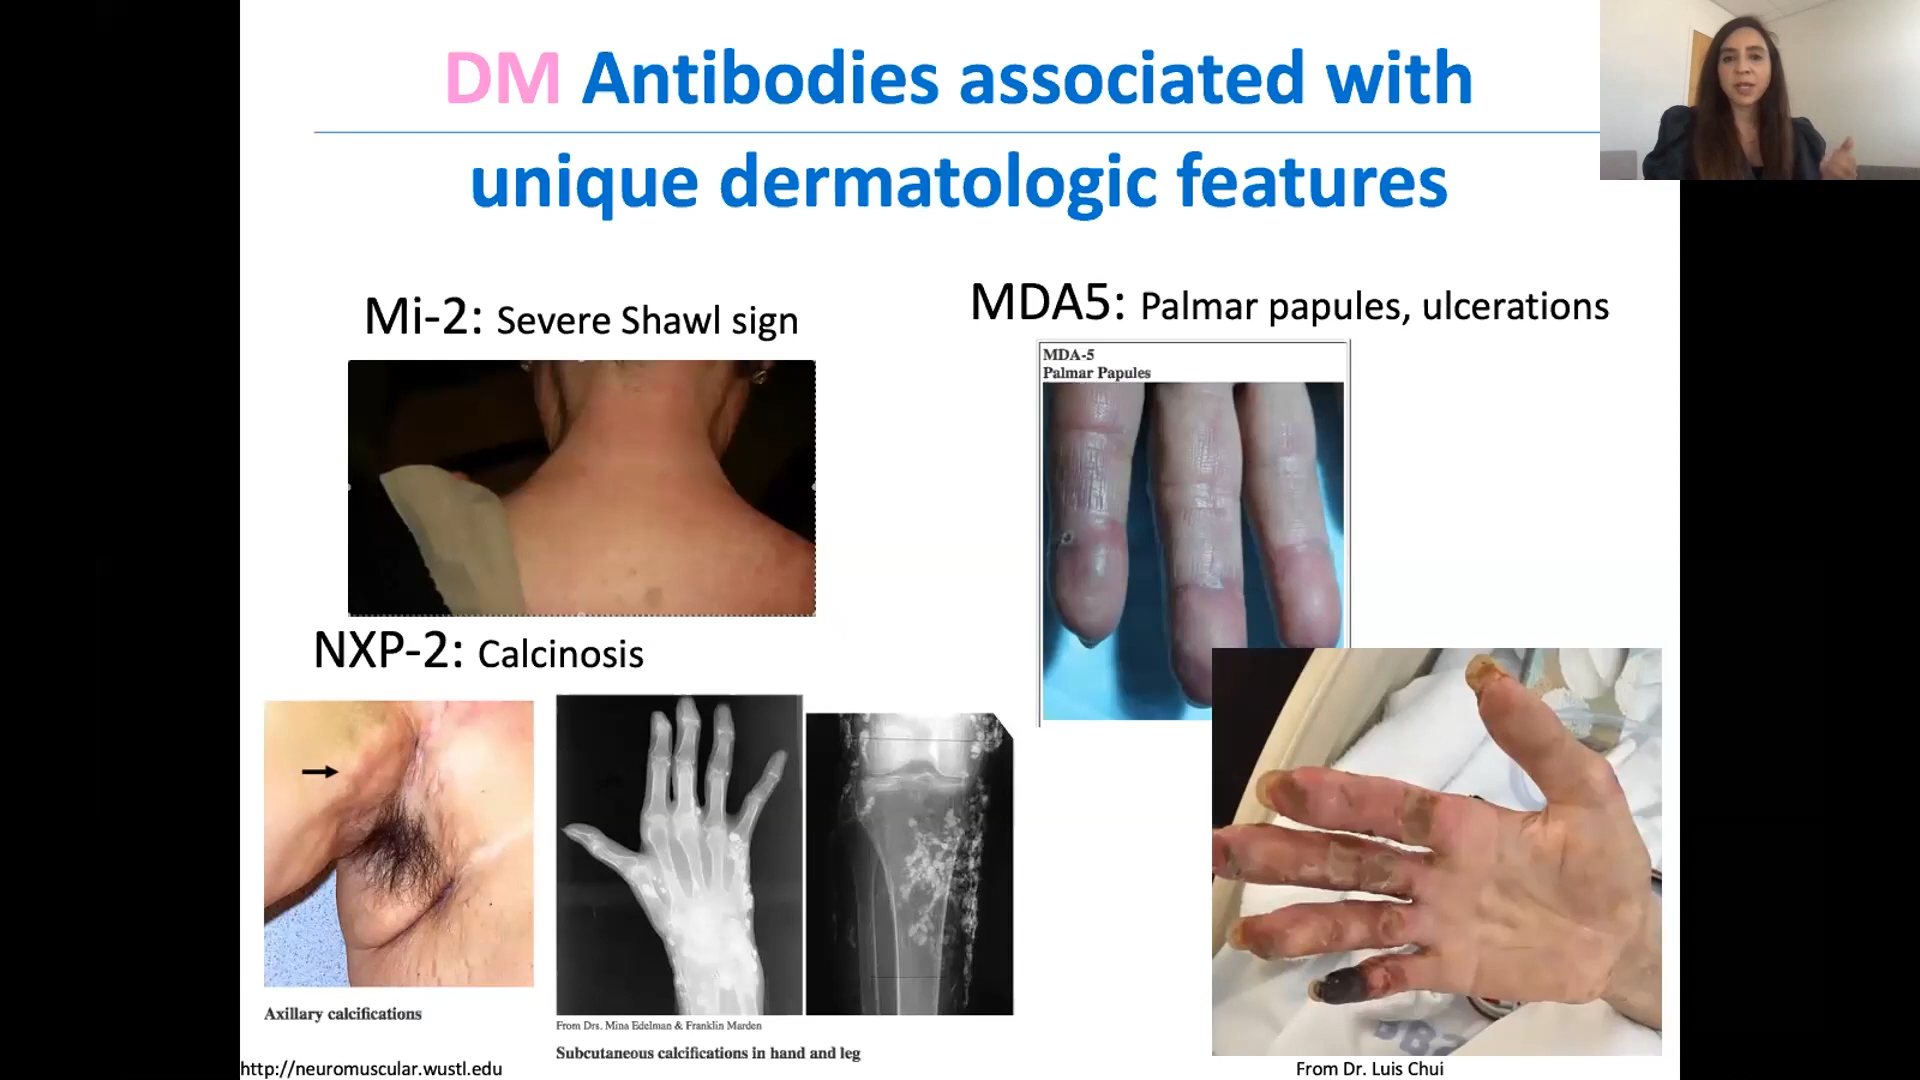 DM Antibodies associated with
unique dermatologic features
Mi-2: Severe Shawl sign
MDA5: Palmar papules, ulcerations
MDA-5
Palmar Papules
NXP-2: Calcinosis
Axillary calcifications
From Drs. Mina Edelman & Franklin Marden
Subcutaneous calcifications in hand and leg
http://neuromuscular.wustl.edu
From Dr. Luis Chui